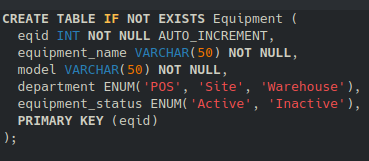 CREATE TABLE IF NOT EXISTS Equipment (
  eqid INT NOT NULL AUTO_INCREMENT,
  equipment_name VARCHAR(50) NOT NULL,
  model VARCHAR(50) NOT NULL,
  department ENUM('POS', 'Site', 'Warehouse'),
  equipment_status ENUM('Active', 'Inactive'),
  PRIMARY KEY (eqid)
);